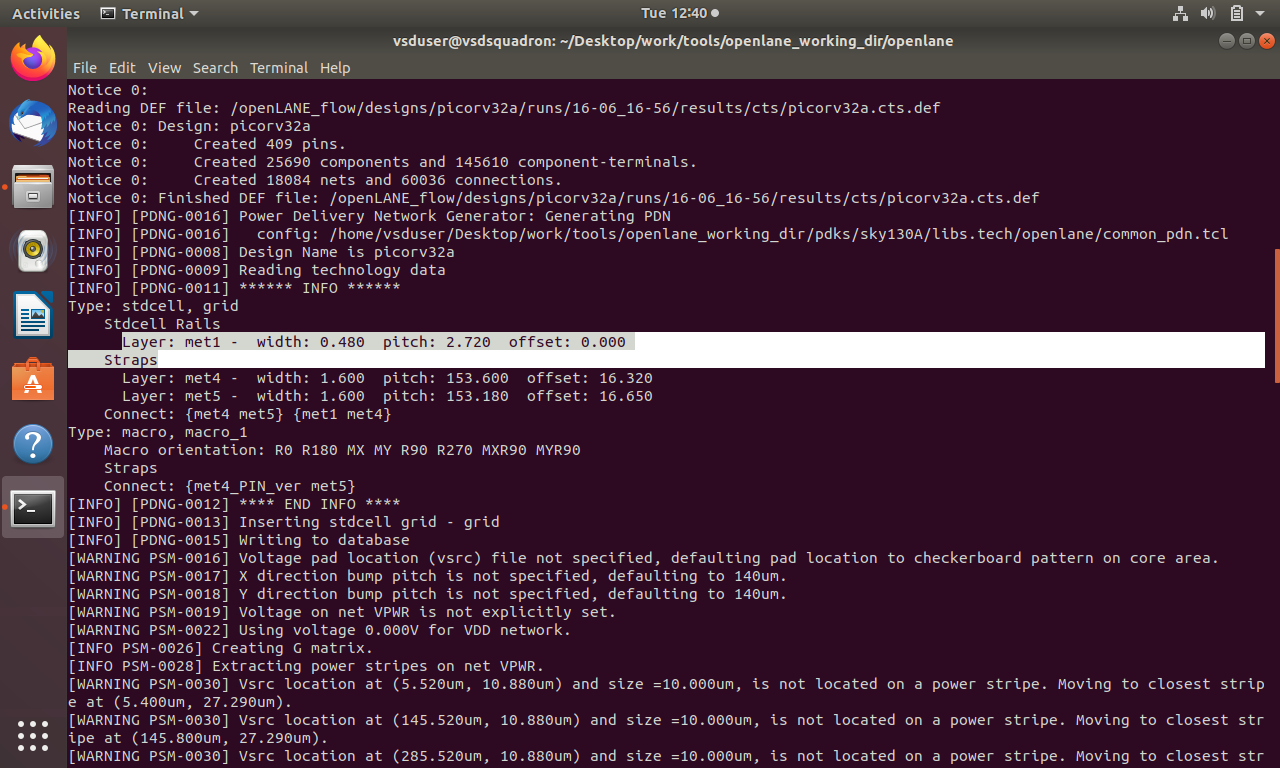 Activities Terminal Tue 12:40
vsduser@vsdsquadron: ~/Desktop/work/tools/openlane_working_dir/openlane
File Edit View Search Terminal Help
Notice 0:
Reading DEF file: /openLANE_flow/designs/picorv32a/runs/16-06_16-56/results/cts/picorv32a.cts.def
Notice 0: Design: picorv32a
Notice 0:     Created 409 pins.
Notice 0:     Created 25690 components and 145610 component-terminals.
Notice 0:     Created 18084 nets and 60036 connections.
Notice 0: Finished DEF file: /openLANE_flow/designs/picorv32a/runs/16-06_16-56/results/cts/picorv32a.cts.def
[INFO] [PDNG-0016] Power Delivery Network Generator: Generating PDN
[INFO] [PDNG-0016]   config: /home/vsduser/Desktop/work/tools/openlane_working_dir/pdks/sky130A/libs.tech/openlane/common_pdn.tcl
[INFO] [PDNG-0008] Design Name is picorv32a
[INFO] [PDNG-0009] Reading technology data
[INFO] [PDNG-0011] ****** INFO ******
Type: stdcell, grid
    Stdcell Rails
      Layer: met1 -  width: 0.480  pitch: 2.720  offset: 0.000
    Straps
      Layer: met4 -  width: 1.600  pitch: 153.600  offset: 16.320
      Layer: met5 -  width: 1.600  pitch: 153.180  offset: 16.650
    Connect: {met4 met5} {met1 met4}
Type: macro, macro_1
    Macro orientation: R0 R180 MX MY R90 R270 MXR90 MYR90
    Straps
    Connect: {met4_PIN_ver met5}
[INFO] [PDNG-0012] **** END INFO ****
[INFO] [PDNG-0013] Inserting stdcell grid - grid
[INFO] [PDNG-0015] Writing to database
[WARNING PSM-0016] Voltage pad location (vsrc) file not specified, defaulting pad location to checkerboard pattern on core area.
[WARNING PSM-0017] X direction bump pitch is not specified, defaulting to 140um.
[WARNING PSM-0018] Y direction bump pitch is not specified, defaulting to 140um.
[WARNING PSM-0019] Voltage on net VPWR is not explicitly set.
[WARNING PSM-0022] Using voltage 0.000V for VDD network.
[INFO PSM-0026] Creating G matrix.
[INFO PSM-0028] Extracting power stripes on net VPWR.
[WARNING PSM-0030] Vsrc location at (5.520um, 10.880um) and size =10.000um, is not located on a power stripe. Moving to closest strip
e at (5.400um, 27.290um).
[WARNING PSM-0030] Vsrc location at (145.520um, 10.880um) and size =10.000um, is not located on a power stripe. Moving to closest str
ipe at (145.800um, 27.290um).
[WARNING PSM-0030] Vsrc location at (285.520um, 10.880um) and size =10.000um, is not located on a power stripe. Moving to closest str